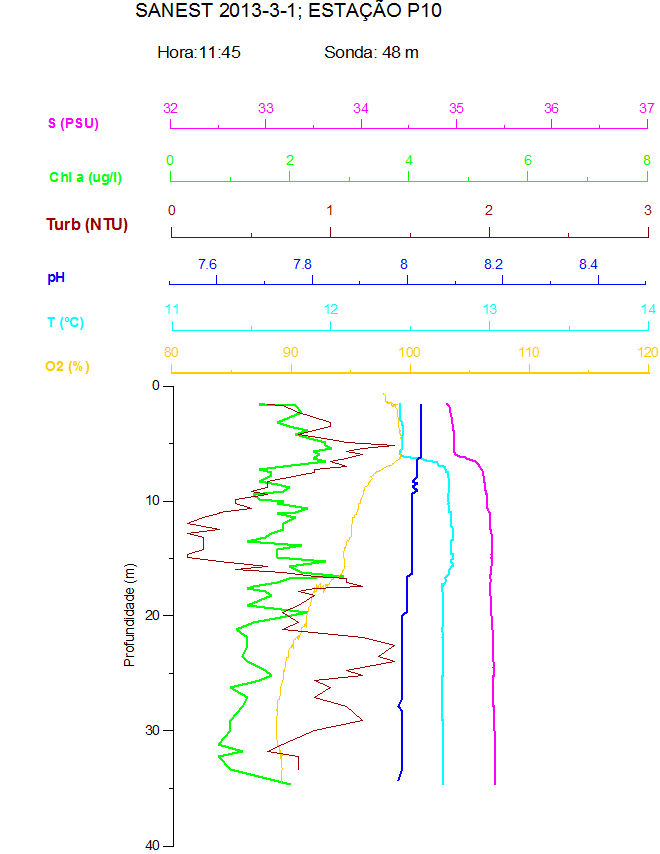 SANEST 2013-3-1; ESTAÇÃO P10
Hora:11:45 Sonda: 48 m
32 33 34 35 36 37
S (PSU)
0 2 4 6 8
Chl a (ug/l)
0 1 2 3
Turb (NTU)
7.6 7.8 8 8.2 8.4
pH
11 12 13 14
T (ºC)
80 90 100 110 120
O2 (%)
0
10
20
30
40
Profundidade (m)